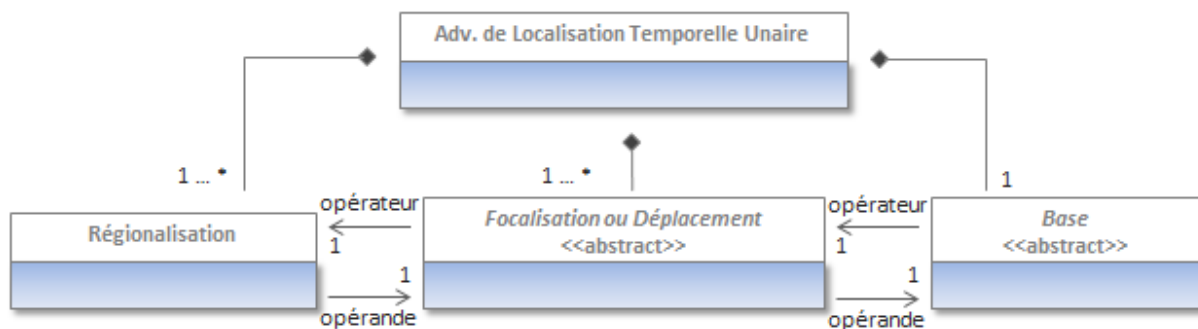 Adv. de Localisation Temporelle Unaire
1 ... *
1 ... *
1
opérateur
opérateur
Régionalisation
Focalisation ou Déplacement
<<abstract>>
Base
<<abstract>>
1
1
1
1
opérande
opérande